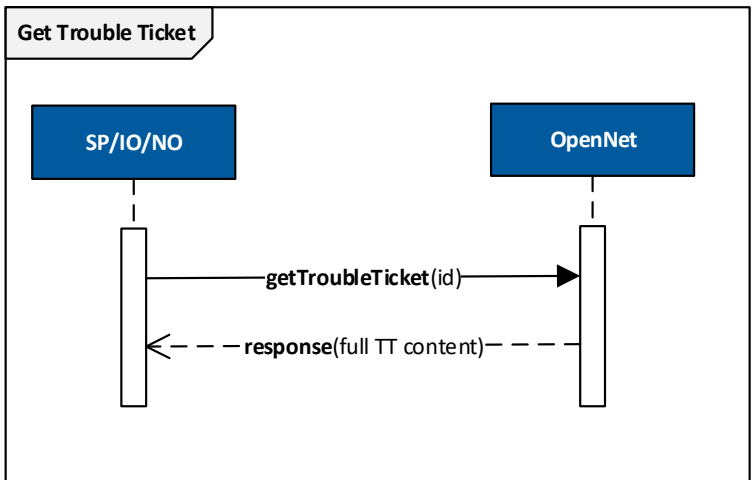 Get Trouble Ticket
SP/IO/NO
OpenNet
getTroubleTicket(id)
response(full TT content)